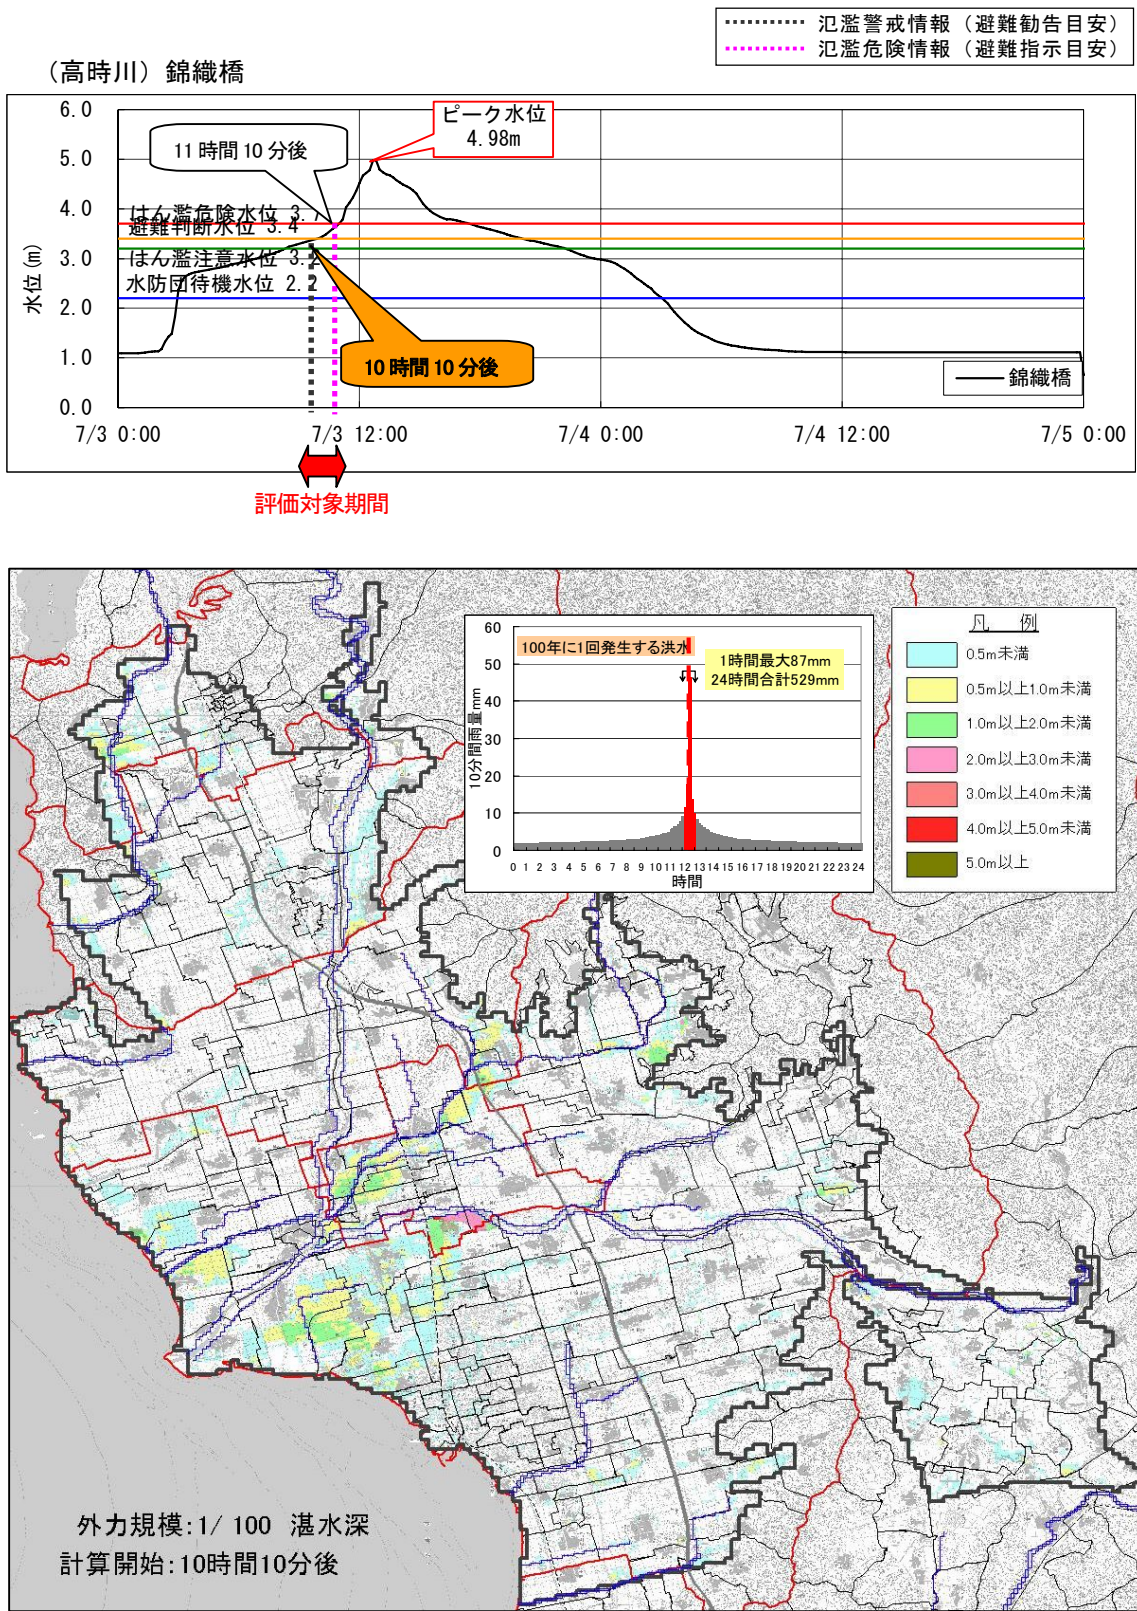 氾濫警戒情報（避難勧告目安）
氾濫危険情報（避難指示目安）
（高時川）錦織橋
ピーク水位
4.98m
11時間10分後
6.0
5.0
4.0
3.0
2.0
1.0
0.0
水位(m)
はん濫危険水位 3.7
避難判断水位 3.4
はん濫注意水位 3.2
水防団待機水位 2.2
10時間10分後
錦織橋
7/3 0:00
7/3 12:00
7/4 0:00
7/4 12:00
7/5 0:00
評価対象期間
100年に1回発生する洪水
1時間最大87mm
24時間合計529mm
10分間雨量mm
60
50
40
30
20
10
0
0 1 2 3 4 5 6 7 8 9 10 11 12 13 14 15 16 17 18 19 20 21 22 23 24
時間
凡　例
0.5m未満
0.5m以上1.0m未満
1.0m以上2.0m未満
2.0m以上3.0m未満
3.0m以上4.0m未満
4.0m以上5.0m未満
5.0m以上
外力規模:1/100 湛水深
計算開始:10時間10分後